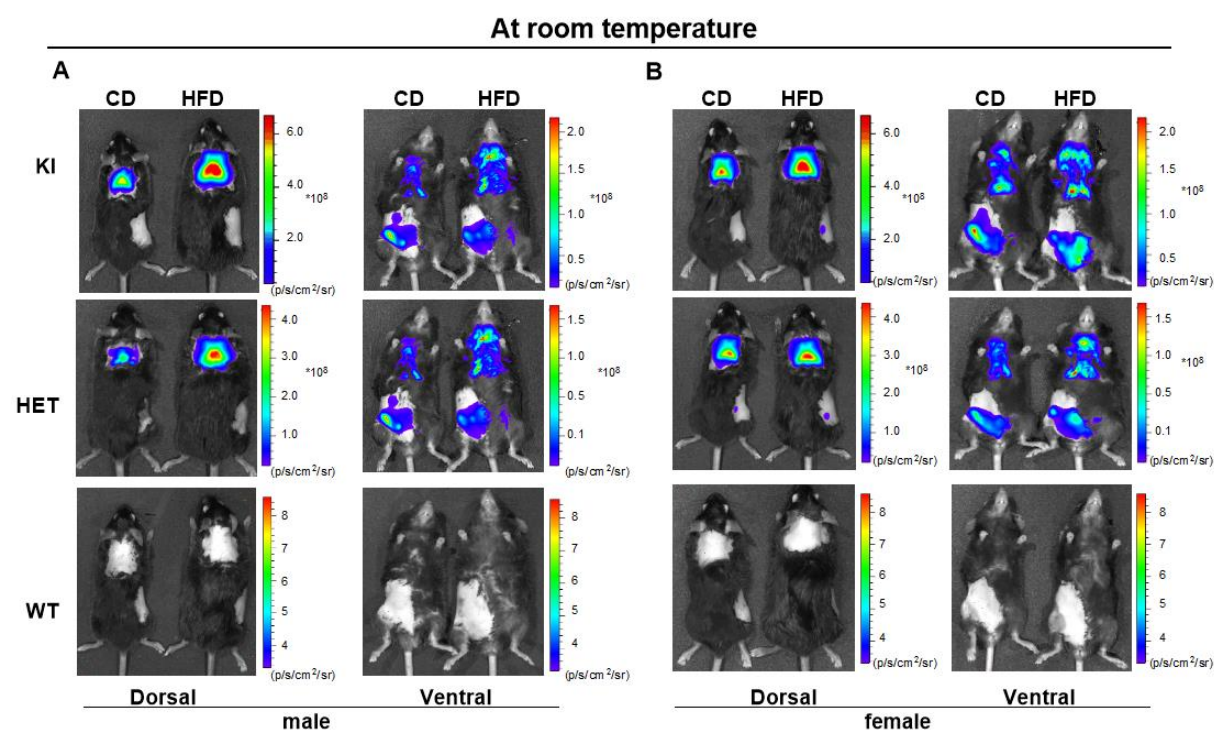 At room temperature
A
B
CD HFD CD HFD CD HFD CD HFD
KI
6.0
4.0
*10⁸
2.0
(p/s/cm²/sr)
2.0
1.5
1.0
*10⁸
0.5
(p/s/cm²/sr)
6.0
4.0
*10⁸
2.0
(p/s/cm²/sr)
2.0
1.5
1.0
*10⁸
0.5
(p/s/cm²/sr)
HET
4.0
3.0
*10⁸
2.0
1.0
(p/s/cm²/sr)
1.5
1.0
*10⁸
0.5
0.1
(p/s/cm²/sr)
4.0
3.0
*10⁸
2.0
1.0
(p/s/cm²/sr)
1.5
1.0
*10⁸
0.5
0.1
(p/s/cm²/sr)
WT
8
7
6
5
4
(p/s/cm²/sr)
8
7
6
5
4
(p/s/cm²/sr)
8
7
6
5
4
(p/s/cm²/sr)
8
7
6
5
4
(p/s/cm²/sr)
Dorsal Ventral Dorsal Ventral
male female